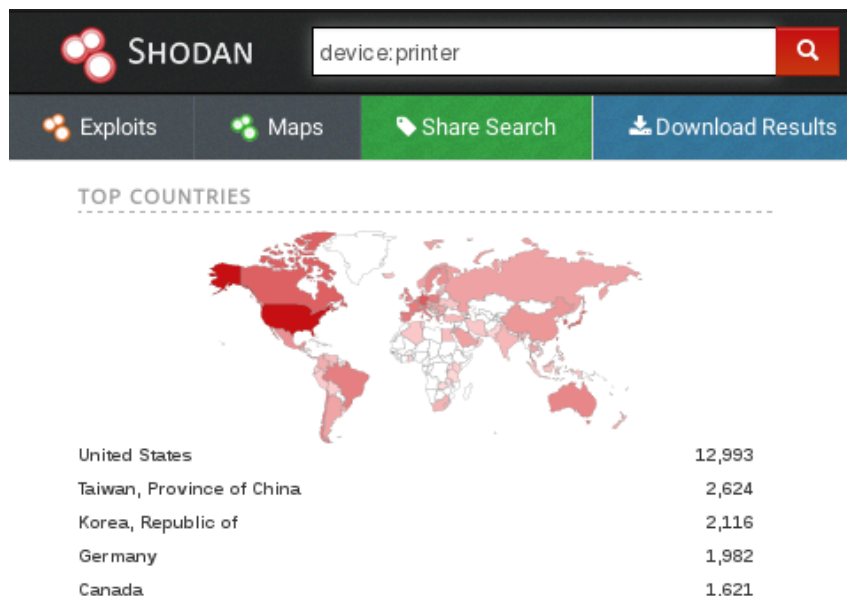 SHODAN
device:printer
Exploits
Maps
Share Search
Download Results
TOP COUNTRIES
United States 12,993
Taiwan, Province of China 2,624
Korea, Republic of 2,116
Germany 1,982
Canada 1,621